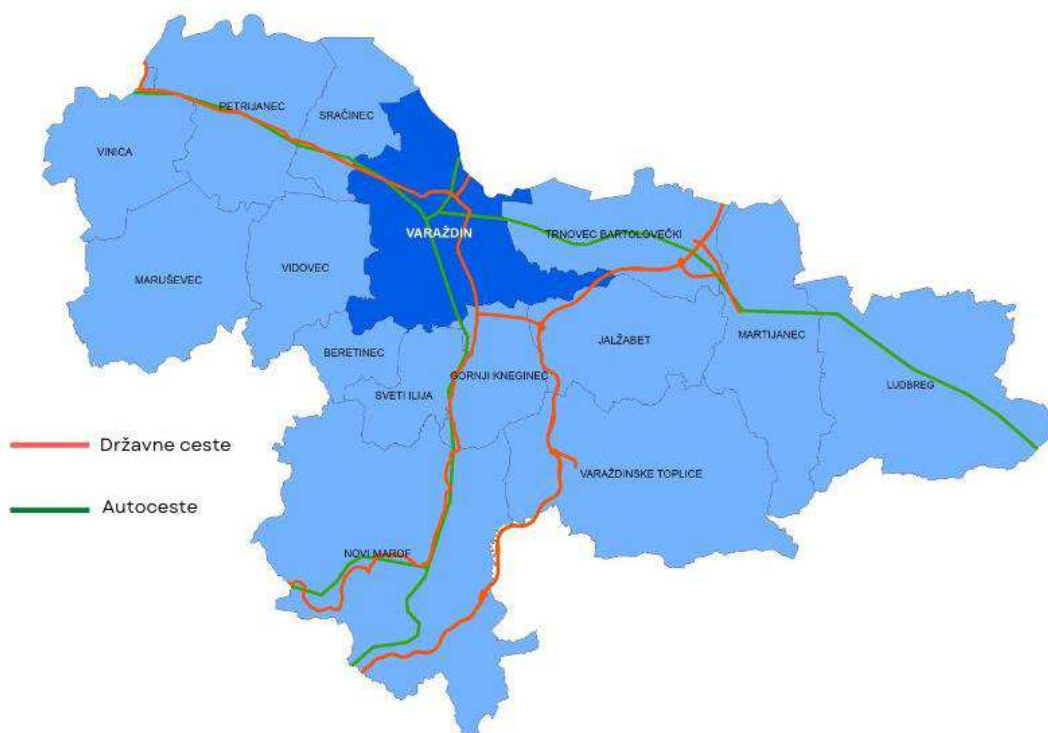 PETRIJANEC
SRAČINEC
VINICA
VARAŽDIN
TRNOVEC BARTOLOVEČKI
VIDOVEC
MARUŠEVEC
MARTIJANEC
JALŽABET
BERETINEC
GORNJI KNEGINEC
LUDBREG
SVETI ILIJA
Državne ceste
VARAŽDINSKE TOPLICE
Autoceste
NOVI MAROF